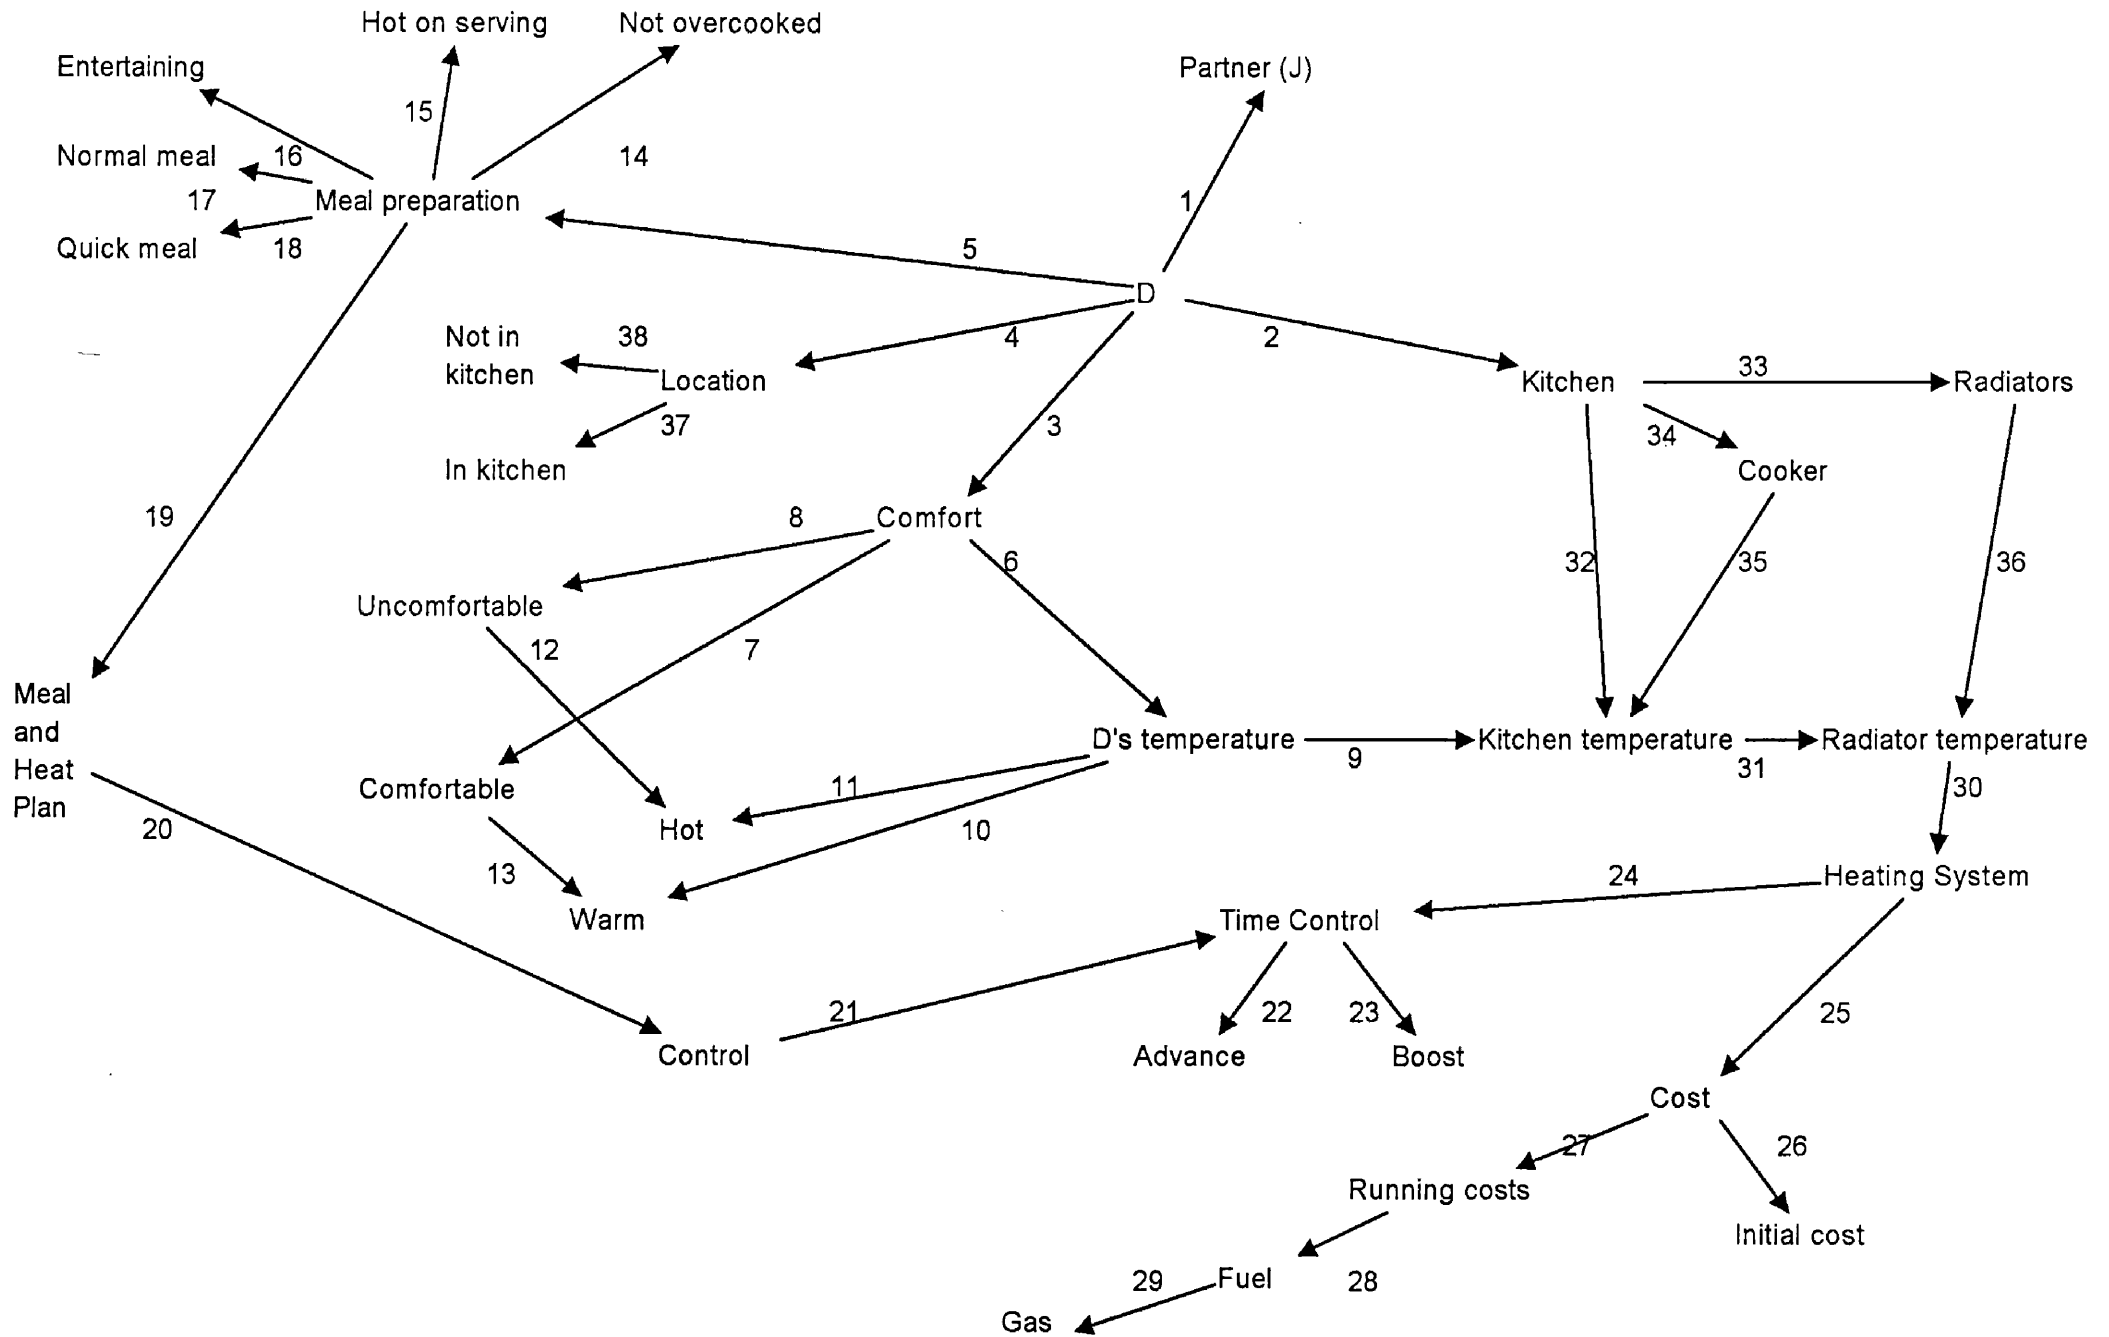 Hot on serving
Not overcooked
Entertaining
Partner (J)
15
Normal meal
16
14
17
Meal preparation
1
Quick meal
18
5
D
Not in
kitchen
38
4
2
Location
Kitchen
33
Radiators
37
3
34
In kitchen
Cooker
19
8
Comfort
6
32
35
36
Uncomfortable
12
7
Meal
and
Heat
Plan
D's temperature
9
Kitchen temperature
31
Radiator temperature
30
Comfortable
11
Hot
10
20
13
24
Heating System
Warm
Time Control
21
22
23
25
Control
Advance
Boost
Cost
27
26
Running costs
Initial cost
29
Fuel
28
Gas